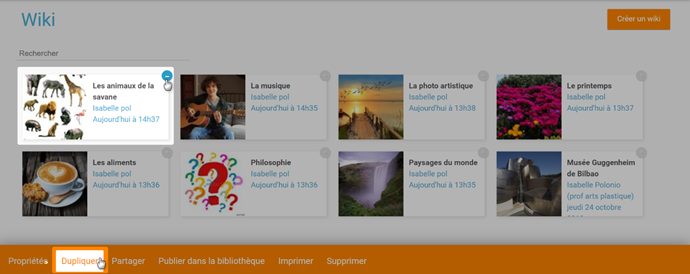 Wiki
Créer un wiki
Rechercher
Les animaux de la
savane
Isabelle pol
Aujourd'hui à 14h37
La musique
Isabelle pol
Aujourd'hui à 14h35
La photo artistique
Isabelle pol
Aujourd'hui à 13h38
Le printemps
Isabelle pol
Aujourd'hui à 13h37
Les aliments
Isabelle pol
Aujourd'hui à 13h36
Philosophie
Isabelle pol
Aujourd'hui à 13h36
Paysages du monde
Isabelle pol
Aujourd'hui à 13h35
Musée Guggenheim
de Bilbao
Isabelle Polonio
(prof arts plastique)
jeudi 24 octobre
Propriétés Dupliquer Partager Publier dans la bibliothèque Imprimer Supprimer